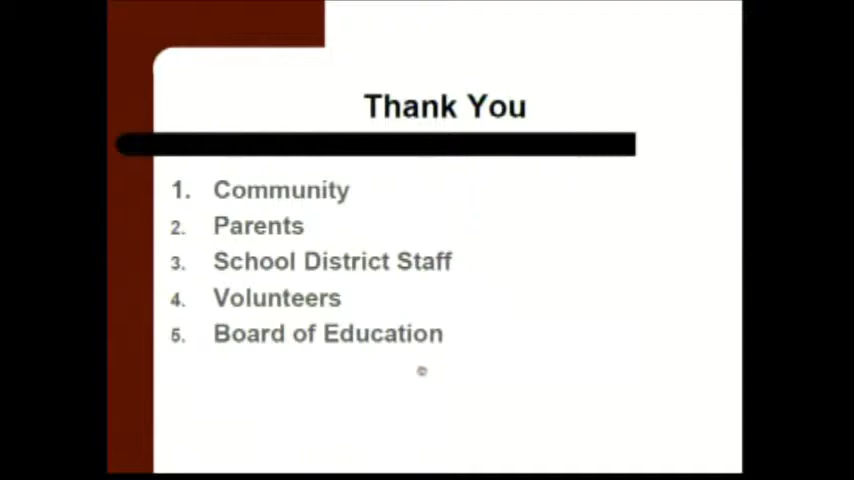 Thank You
1. Community
2. Parents
3. School District Staff
4. Volunteers
5. Board of Education